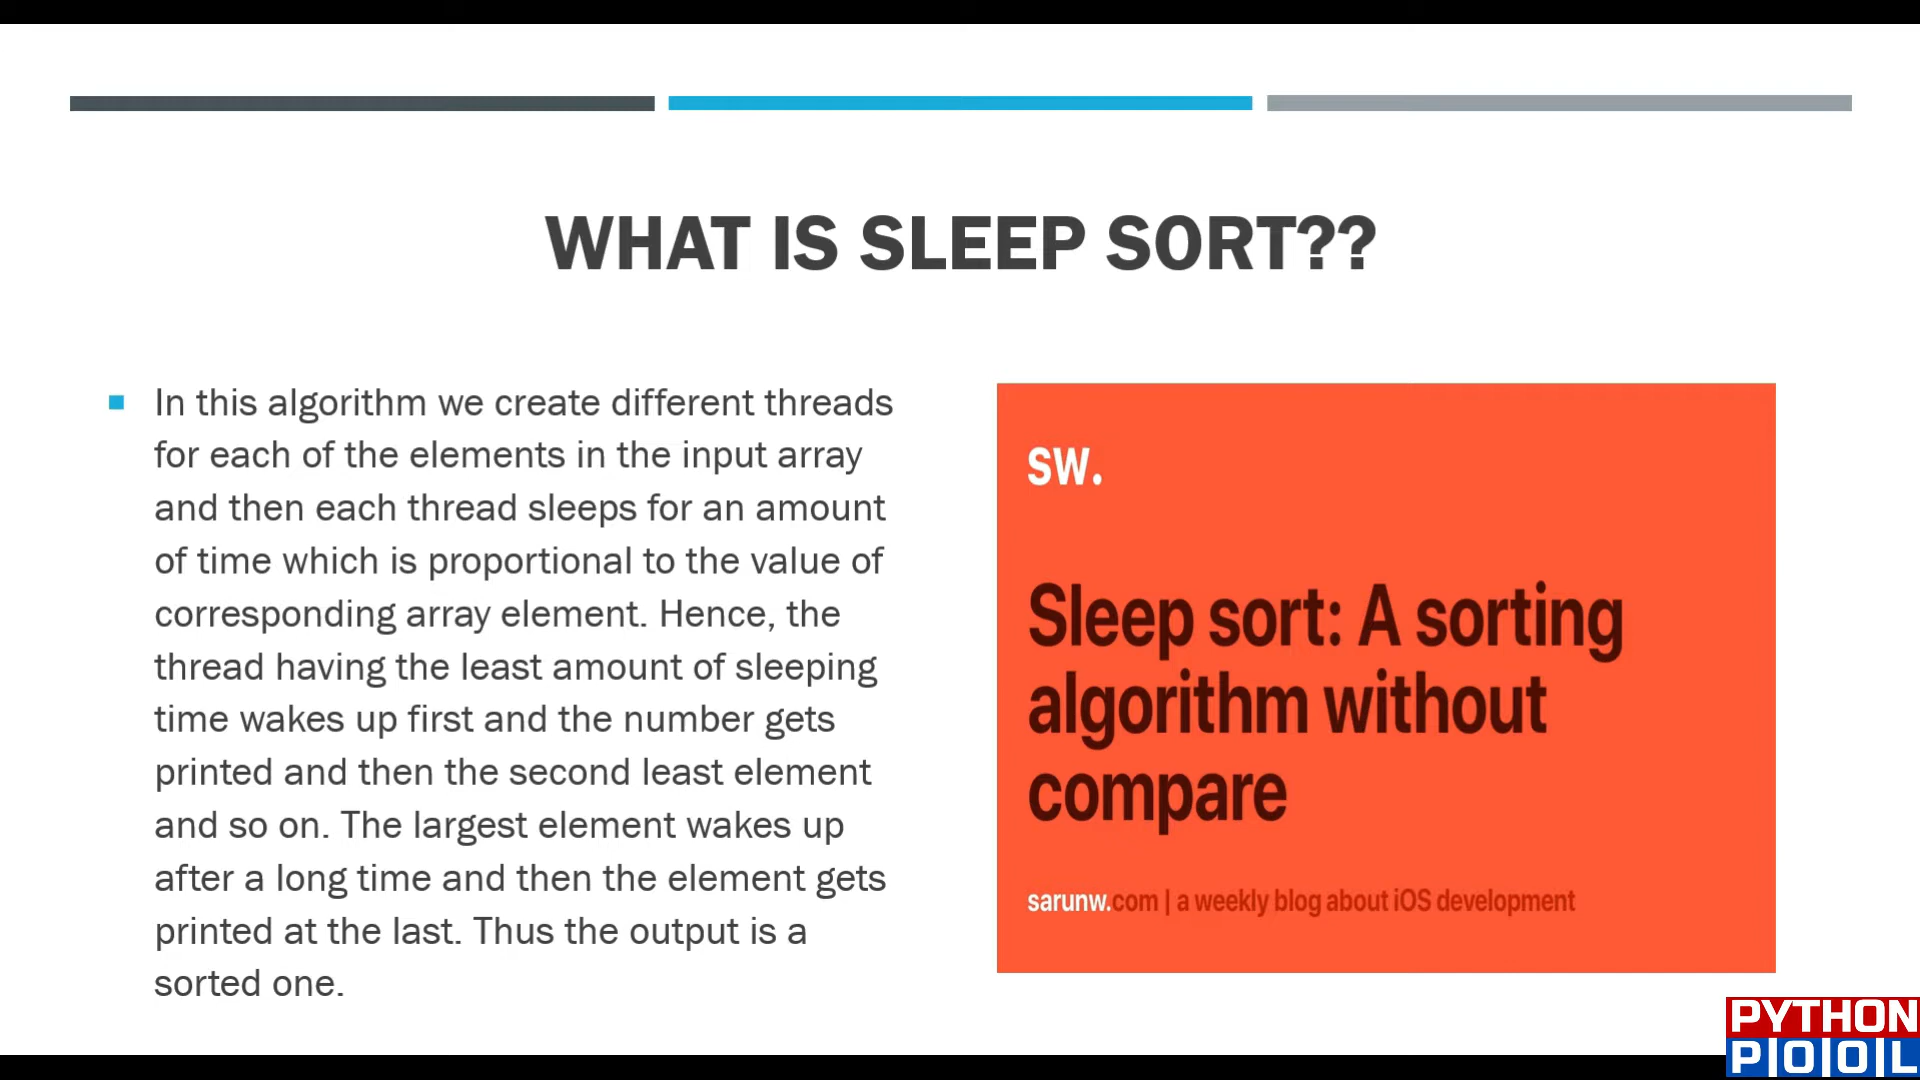 WHAT IS SLEEP SORT??
In this algorithm we create different threads
for each of the elements in the input array
and then each thread sleeps for an amount
of time which is proportional to the value of
corresponding array element. Hence, the
thread having the least amount of sleeping
time wakes up first and the number gets
printed and then the second least element
and so on. The largest element wakes up
after a long time and then the element gets
printed at the last. Thus the output is a
sorted one.
SW.
Sleep sort: A sorting
algorithm without
compare
sarunw.com | a weekly blog about iOS development
PYTHON
P|O|O|L